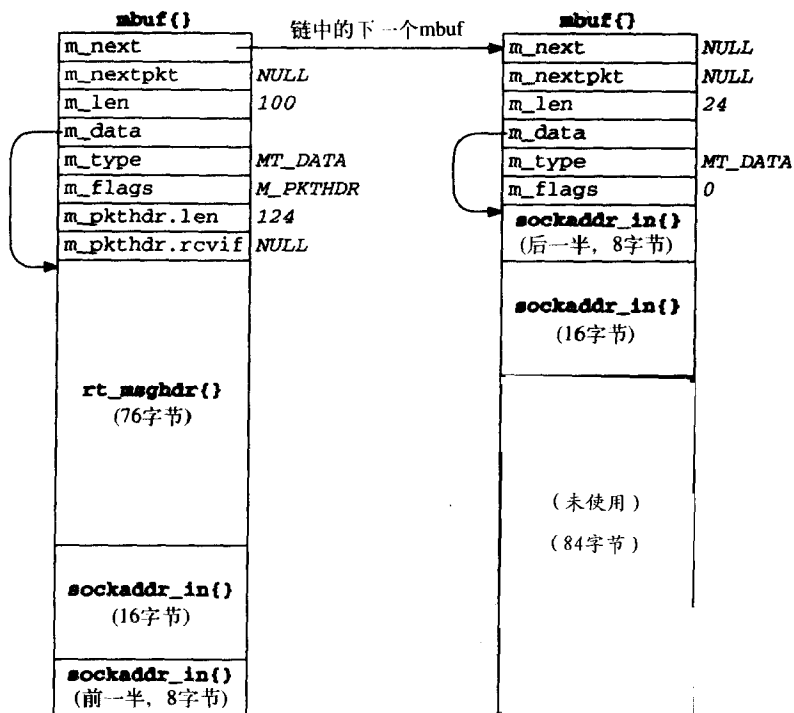 mbuf{}
m_next
m_nextpkt NULL
m_len 100
m_data
m_type MT_DATA
m_flags M_PKTHDR
m_pkthdr.len 124
m_pkthdr.rcvif NULL
rt_msghdr{}
(76字节)
sockaddr_in{}
(16字节)
sockaddr_in{}
(前一半，8字节)
链中的下一个mbuf
mbuf{}
m_next NULL
m_nextpkt NULL
m_len 24
m_data
m_type MT_DATA
m_flags 0
sockaddr_in{}
(后一半，8字节)
sockaddr_in{}
(16字节)
(未使用)
(84字节)